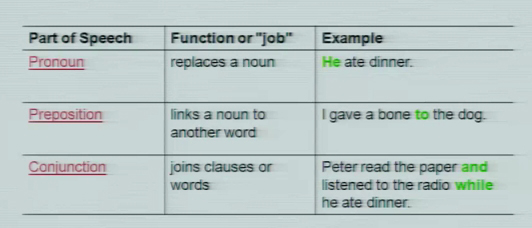 Part of Speech Function or "job" Example
Pronoun replaces a noun He ate dinner.
Preposition links a noun to I gave a bone to the dog.
another word
Conjunction joins clauses or Peter read the paper and
words listened to the radio while
he ate dinner.